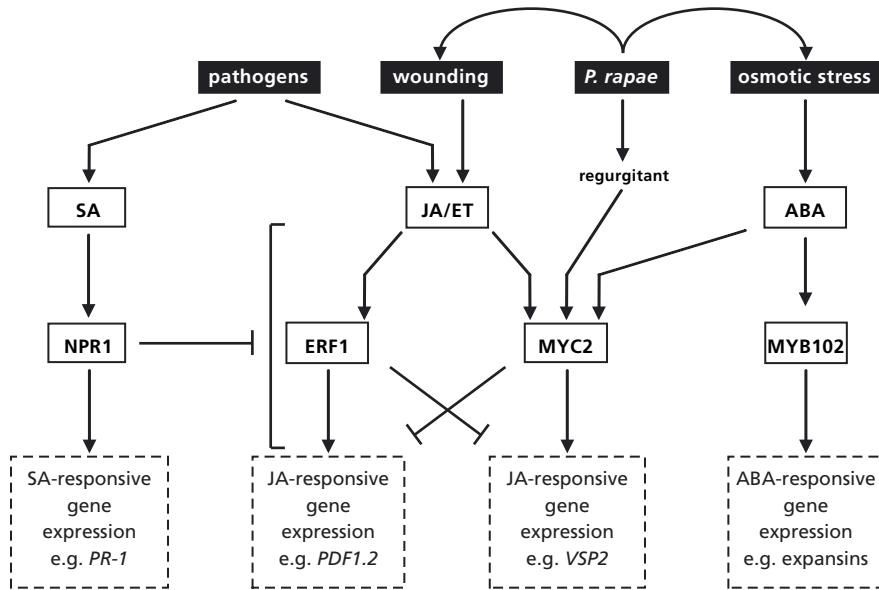 pathogens
wounding
P. rapae
osmotic stress
regurgitant
SA
JA/ET
ABA
NPR1
ERF1
MYC2
MYB102
SA-responsive
gene
expression
e.g. PR-1
JA-responsive
gene
expression
e.g. PDF1.2
JA-responsive
gene
expression
e.g. VSP2
ABA-responsive
gene
expression
e.g. expansins